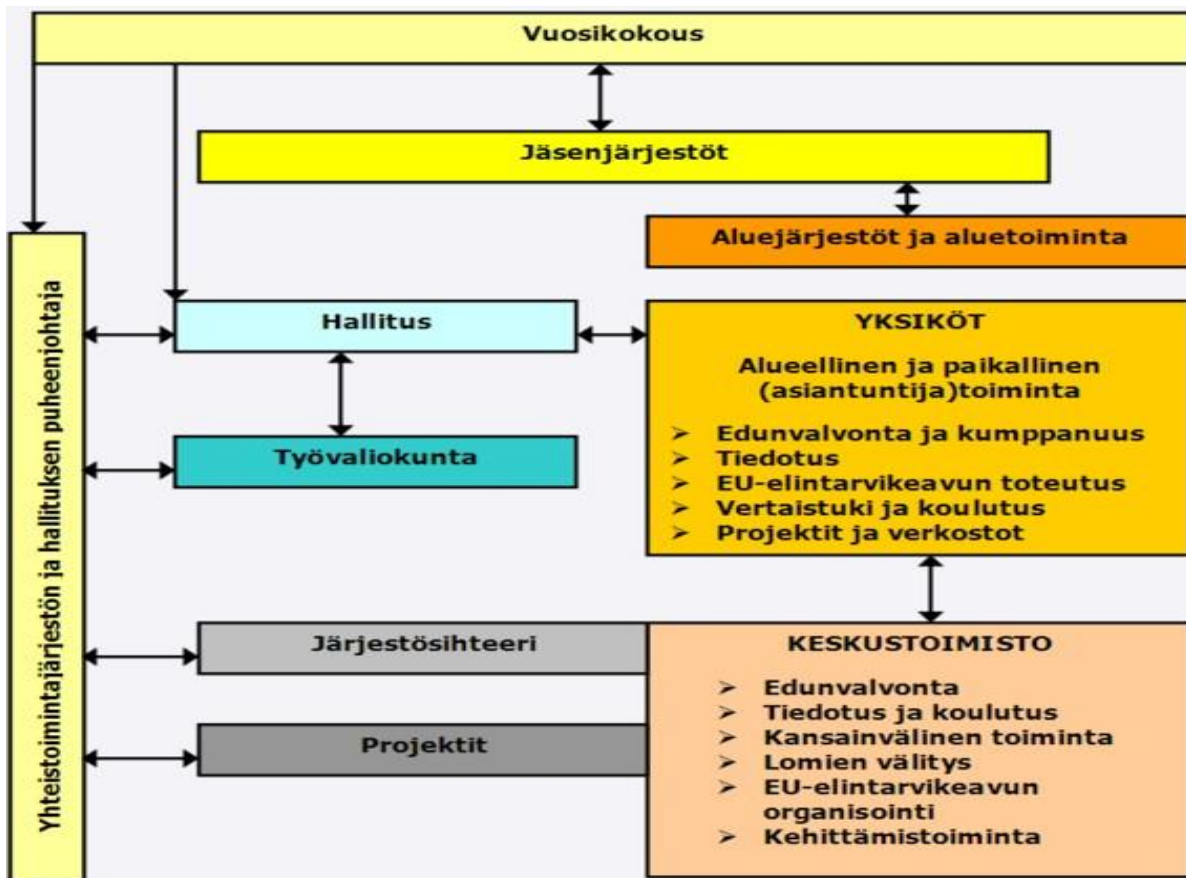 Vuosikokous
Jäsenjärjestöt
Aluejärjestöt ja aluetoiminta
Yhteistoimintajärjestön ja hallituksen puheenjohtaja
Hallitus
YKSIKÖT
Alueellinen ja paikallinen
(asiantuntija)toiminta
➢ Edunvalvonta ja kumppanuus
➢ Tiedotus
➢ EU-elintarvikeavun toteutus
➢ Vertaistuki ja koulutus
➢ Projektit ja verkostot
Työvaliokunta
Järjestösihteeri
Projektit
KESKUSTOIMISTO
➢ Edunvalvonta
➢ Tiedotus ja koulutus
➢ Kansainvälinen toiminta
➢ Lomien välitys
➢ EU-elintarvikeavun
organisointi
➢ Kehittämistoiminta